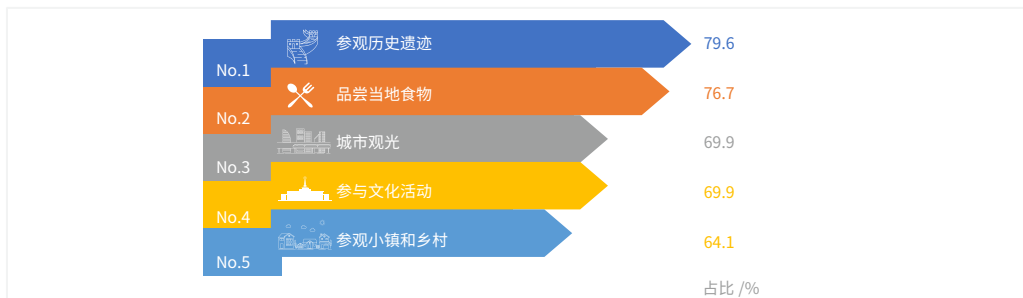 参观历史遗迹 79.6
No.1
品尝当地食物 76.7
No.2
城市观光 69.9
No.3
参与文化活动 69.9
No.4
参观小镇和乡村 64.1
No.5
占比 /%